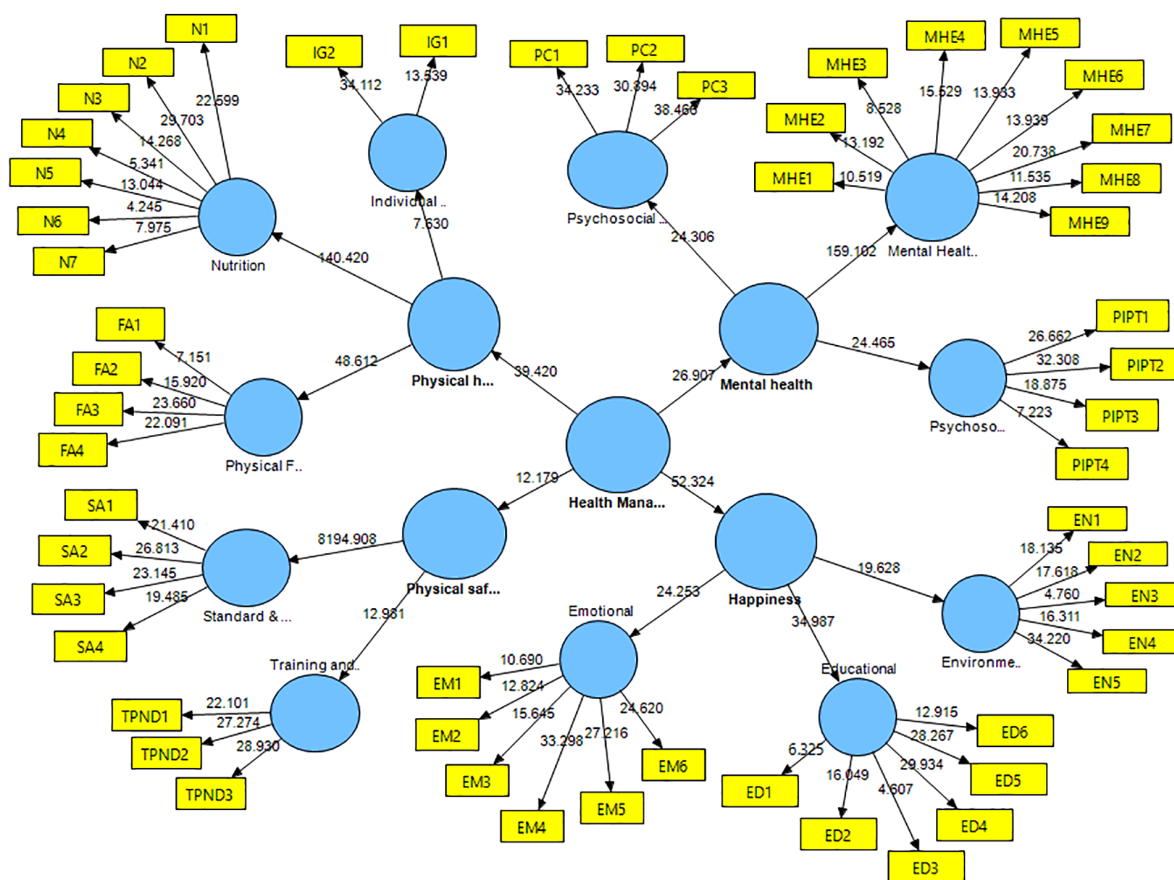 N1
N2
N3
N4
N5
N6
N7
22.599
29.703
14.268
5.341
13.044
4.245
7.975
Nutrition
IG2
IG1
34.112
13.539
Individual ..
7.630
140.420
PC1
PC2
PC3
34.233
30.894
38.466
Psychosocial ...
24.306
MHE1
MHE2
MHE3
MHE4
MHE5
MHE6
MHE7
MHE8
MHE9
10.519
13.192
8.528
15.529
13.933
13.939
20.738
11.535
14.208
Mental Healt..
159.102
FA1
FA2
FA3
FA4
7.151
15.920
23.660
22.091
Physical F..
48.612
Physical h...
39.420
26.907
Mental health
24.465
PIPT1
PIPT2
PIPT3
PIPT4
26.662
32.308
18.875
7.223
Psychoso...
Health Mana...
12.179
52.324
SA1
SA2
SA3
SA4
21.410
26.813
23.145
19.485
Standard & ...
8194.908
Physical saf...
12.981
Training and..
TPND1
TPND2
TPND3
22.101
27.274
28.930
Happiness
24.253
34.987
19.628
Emotional
EM1
EM2
EM3
EM4
EM5
EM6
10.690
12.824
15.645
33.298
27.216
24.620
Educational
ED1
ED2
ED3
ED4
ED5
ED6
6.325
16.049
4.607
29.934
28.267
12.915
Environme..
EN1
EN2
EN3
EN4
EN5
18.135
17.618
4.760
16.311
34.220